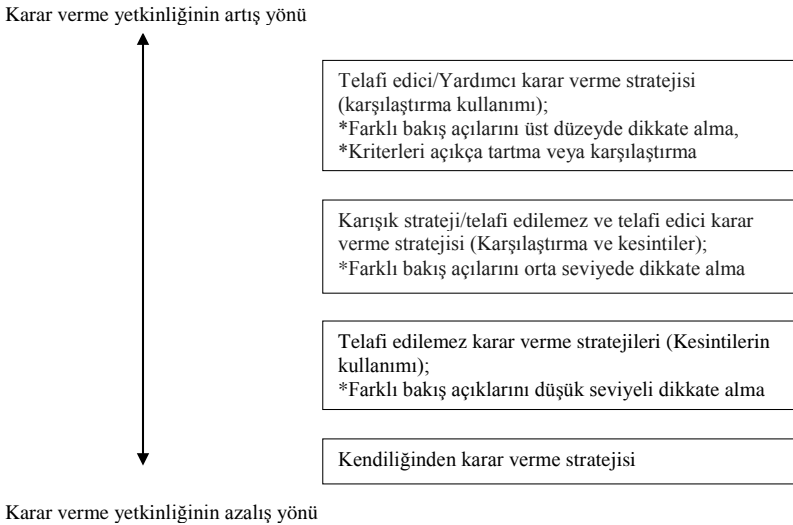 Karar verme yetkinliğinin artış yönü
Telafi edici/Yardımcı karar verme stratejisi
(karşılaştırma kullanımı);
*Farklı bakış açılarını üst düzeyde dikkate alma,
*Kriterleri açıkça tartma veya karşılaştırma
Karışık strateji/telafi edilemez ve telafi edici karar
verme stratejisi (Karşılaştırma ve kesintiler);
*Farklı bakış açılarını orta seviyede dikkate alma
Telafi edilemez karar verme stratejileri (Kesintilerin
kullanımı);
*Farklı bakış açıklarını düşük seviyeli dikkate alma
Kendiliğinden karar verme stratejisi
Karar verme yetkinliğinin azalış yönü